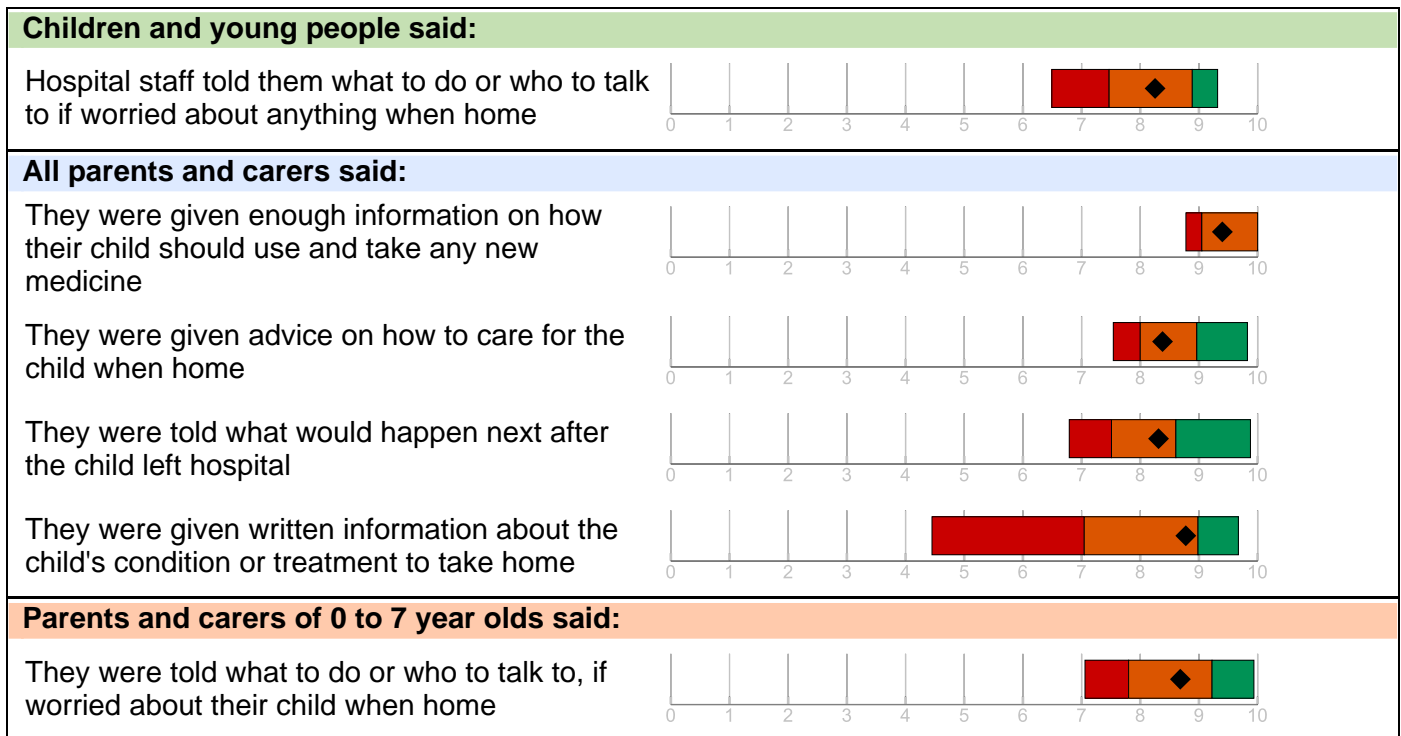 Children and young people said:
Hospital staff told them what to do or who to talk
to if worried about anything when home
0 1 2 3 4 5 6 7 8 9 10
All parents and carers said:
They were given enough information on how
their child should use and take any new
medicine
0 1 2 3 4 5 6 7 8 9 10
They were given advice on how to care for the
child when home
0 1 2 3 4 5 6 7 8 9 10
They were told what would happen next after
the child left hospital
0 1 2 3 4 5 6 7 8 9 10
They were given written information about the
child's condition or treatment to take home
0 1 2 3 4 5 6 7 8 9 10
Parents and carers of 0 to 7 year olds said:
They were told what to do or who to talk to, if
worried about their child when home
0 1 2 3 4 5 6 7 8 9 10